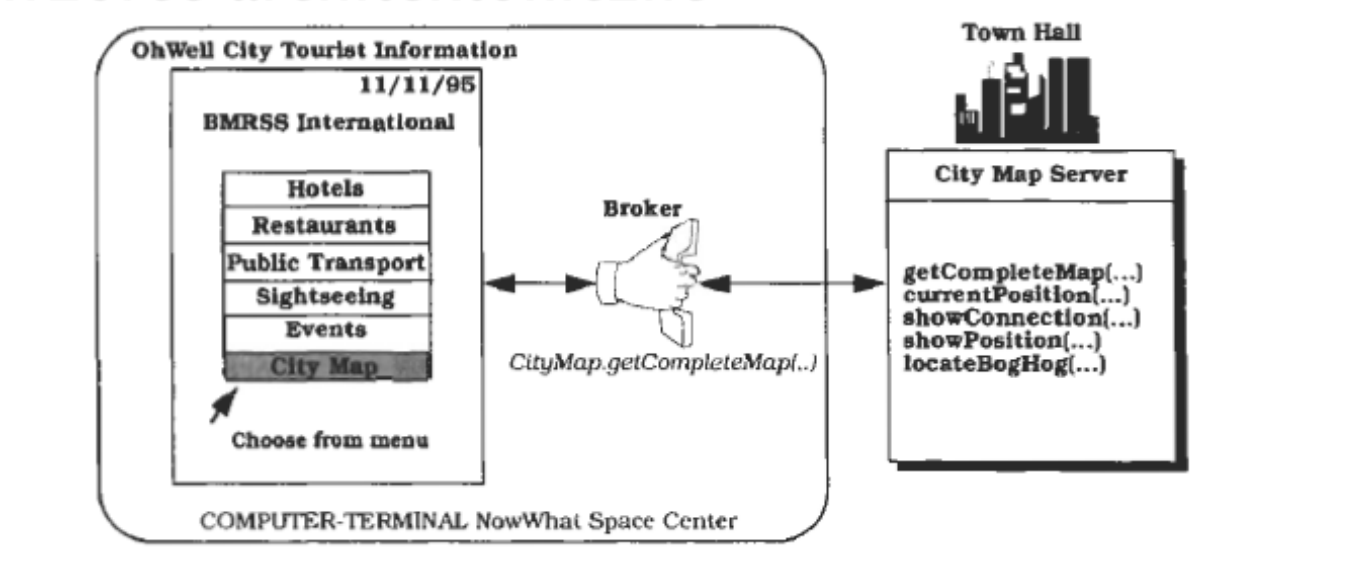 OhWell City Tourist Information
11/11/95
BMRSS International
Hotels
Restaurants
Public Transport
Sightseeing
Events
City Map
Choose from menu
COMPUTER-TERMINAL NowWhat Space Center
Broker
CityMap.getCompleteMap(..)
Town Hall
City Map Server
getCompleteMap(...)
currentPosition(...)
showConnection(...)
showPosition(...)
locateBogHog(...)